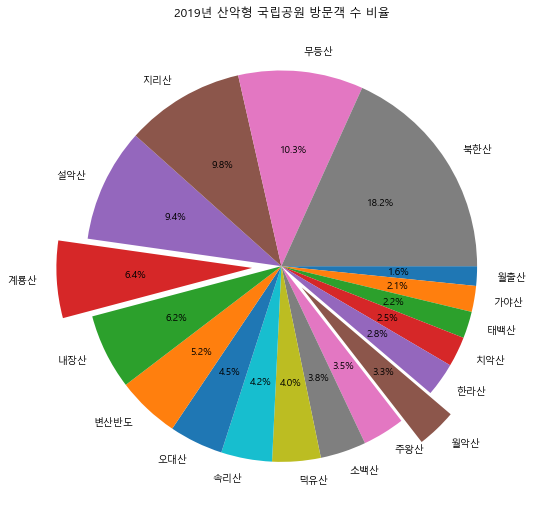 2019년 산악형 국립공원 방문객 수 비율
북한산
18.2%
무등산
10.3%
지리산
9.8%
설악산
9.4%
계룡산
6.4%
내장산
6.2%
변산반도
5.2%
오대산
4.5%
속리산
4.2%
덕유산
4.0%
소백산
3.8%
주왕산
3.5%
월악산
3.3%
한라산
2.8%
치악산
2.5%
태백산
2.2%
가야산
2.1%
월출산
1.6%